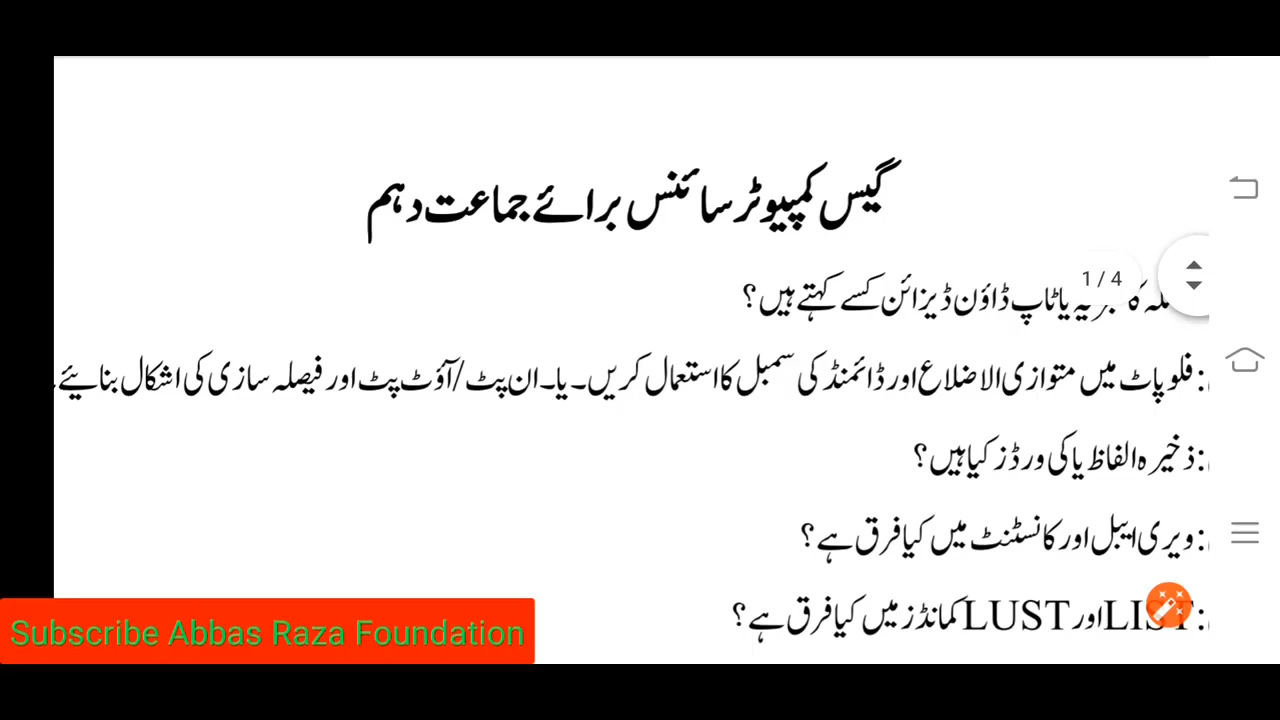 گیس کمپیوٹر سائنس برائے جماعت دہم
1 / 4
یا ٹاپ ڈاؤن ڈیزائن کسے کہتے ہیں؟
: فلو پاٹ میں متوازی الاضلاع اور ڈائمنڈ کی سمبل کا استعمال کریں۔ یا۔ ان پٹ/آؤٹ پٹ اور فیصلہ سازی کی اشکال بنائیے۔
: ذخیرہ الفاظ یا کی ورڈز کیا ہیں؟
: ویری ایبل اور کانسٹنٹ میں کیا فرق ہے؟
: LIST اور LUST کمانڈز میں کیا فرق ہے؟
Subscribe Abbas Raza Foundation